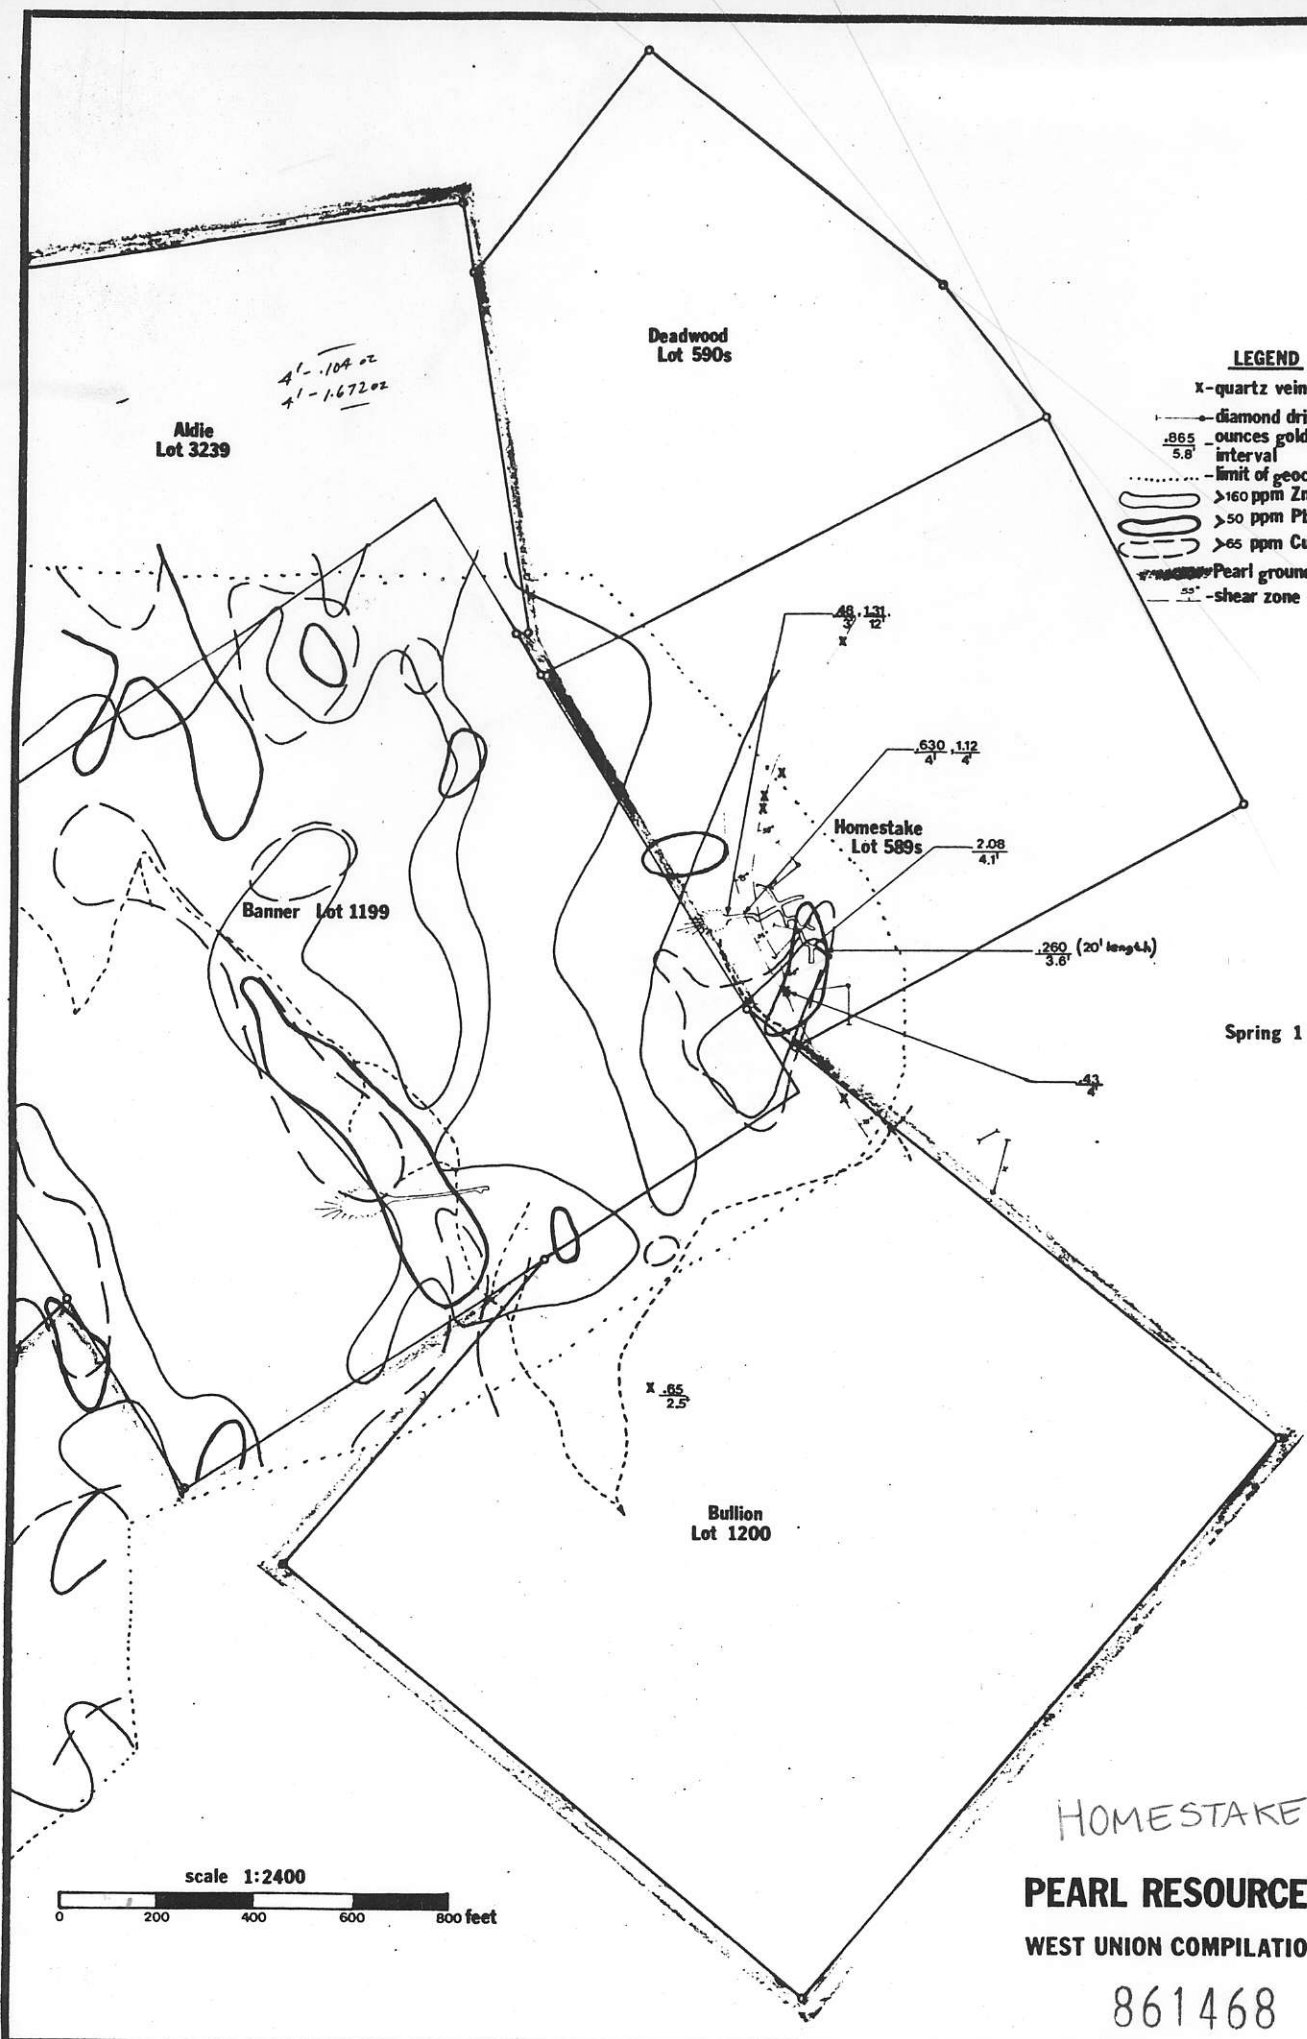 Deadwood
Lot 590s
4' - .104 oz
4' - 1.672 oz
Aldie
Lot 3239
LEGEND
x-quartz vein
diamond dri
.865
5.8'
-ounces gold
interval
-limit of geoc
>160 ppm Zn
>50 ppm Pb
>65 ppm Cu
Pearl ground
55°
-shear zone
.48, 1.31
3' 12'
x
.630, 1.12
4' 4'
Homestake
Lot 589s
2.08
4.1'
Banner Lot 1199
.260 (20' length)
3.8'
Spring 1
.43
4'
x .65
2.5'
Bullion
Lot 1200
HOMESTAKE
scale 1:2400
0 200 400 600 800 feet
PEARL RESOURCE
WEST UNION COMPILATIO
861468